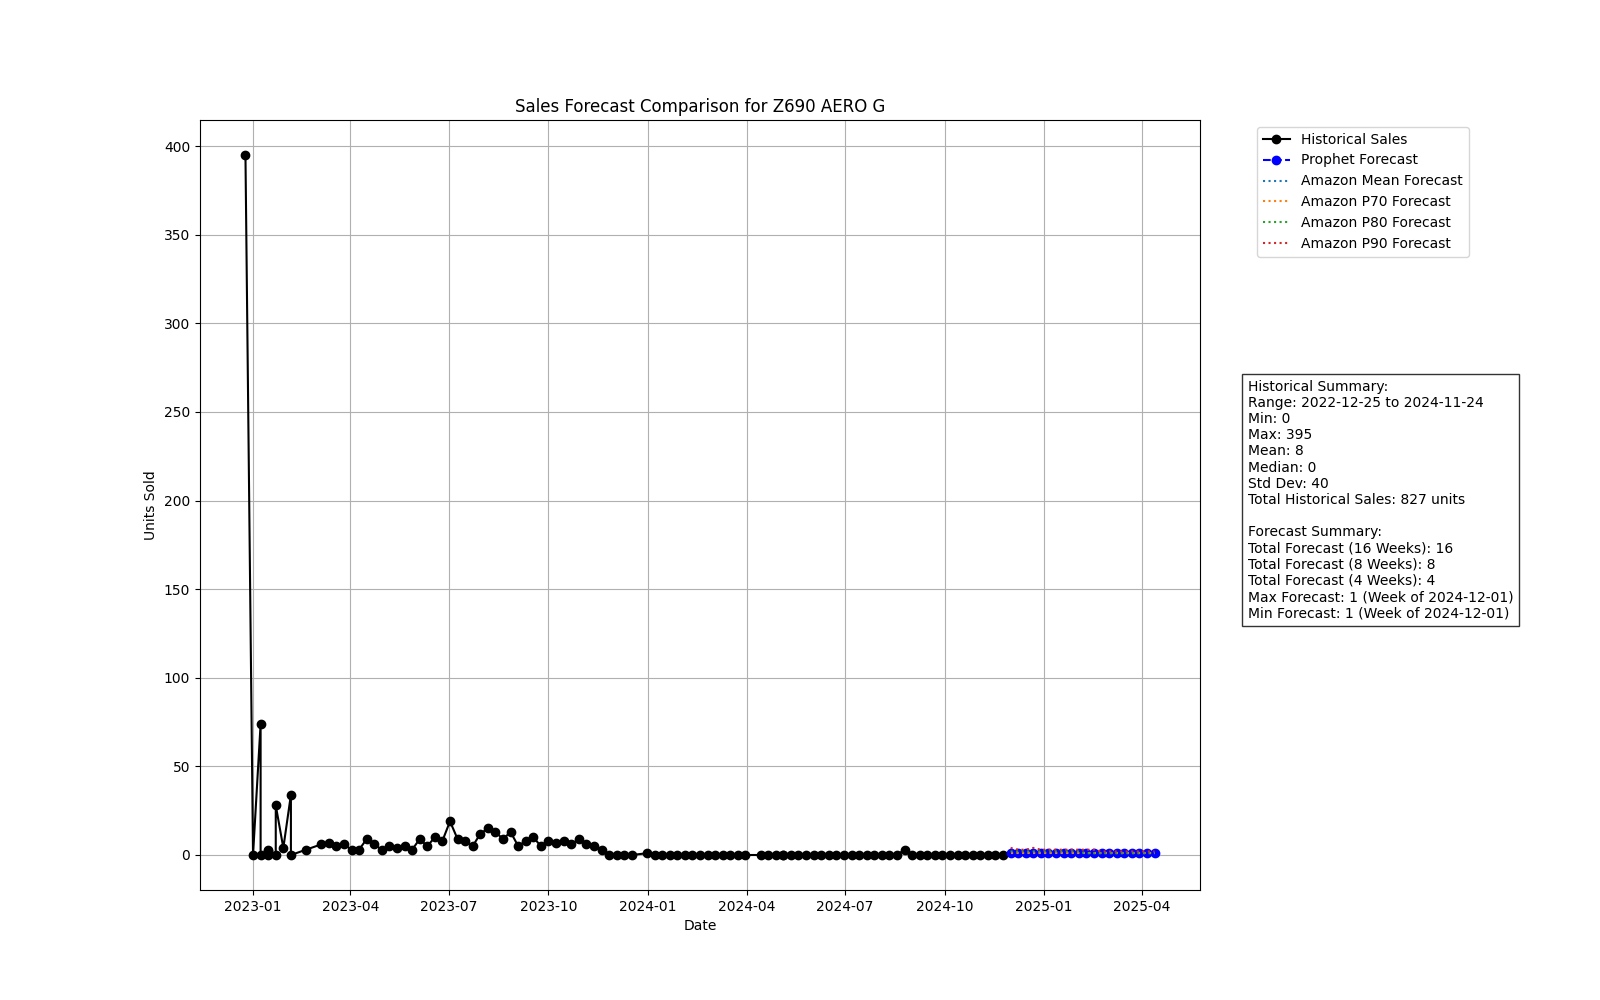 Sales Forecast Comparison for Z690 AERO G
400
350
300
250
200
150
100
50
0
Units Sold
2023-01
2023-04
2023-07
2023-10
2024-01
2024-04
2024-07
2024-10
2025-01
2025-04
Date
Historical Sales
Prophet Forecast
Amazon Mean Forecast
Amazon P70 Forecast
Amazon P80 Forecast
Amazon P90 Forecast
Historical Summary:
Range: 2022-12-25 to 2024-11-24
Min: 0
Max: 395
Mean: 8
Median: 0
Std Dev: 40
Total Historical Sales: 827 units
Forecast Summary:
Total Forecast (16 Weeks): 16
Total Forecast (8 Weeks): 8
Total Forecast (4 Weeks): 4
Max Forecast: 1 (Week of 2024-12-01)
Min Forecast: 1 (Week of 2024-12-01)